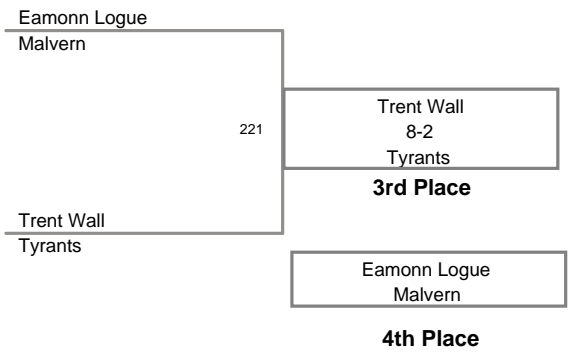 Eamonn Logue
Malvern
221
Trent Wall
8-2
Tyrants
3rd Place
Trent Wall
Tyrants
Eamonn Logue
Malvern
4th Place